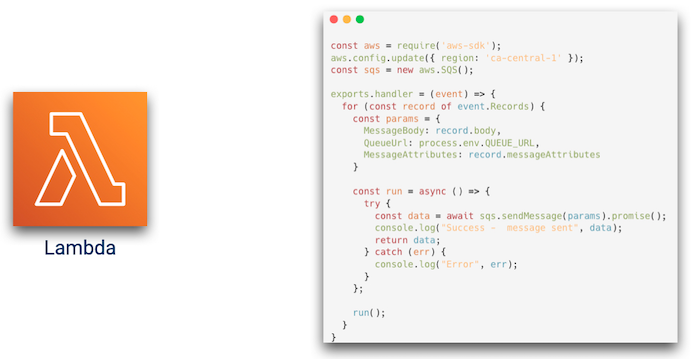 Lambda
const aws = require('aws-sdk');
aws.config.update({ region: 'ca-central-1' });
const sqs = new aws.SQS();

exports.handler = (event) => {
  for (const record of event.Records) {
    const params = {
      MessageBody: record.body,
      QueueUrl: process.env.QUEUE_URL,
      MessageAttributes: record.messageAttributes
    }

    const run = async () => {
      try {
        const data = await sqs.sendMessage(params).promise();
        console.log("Success -  message sent", data);
        return data;
      } catch (err) {
        console.log("Error", err);
      }
    };

    run();
  }
}